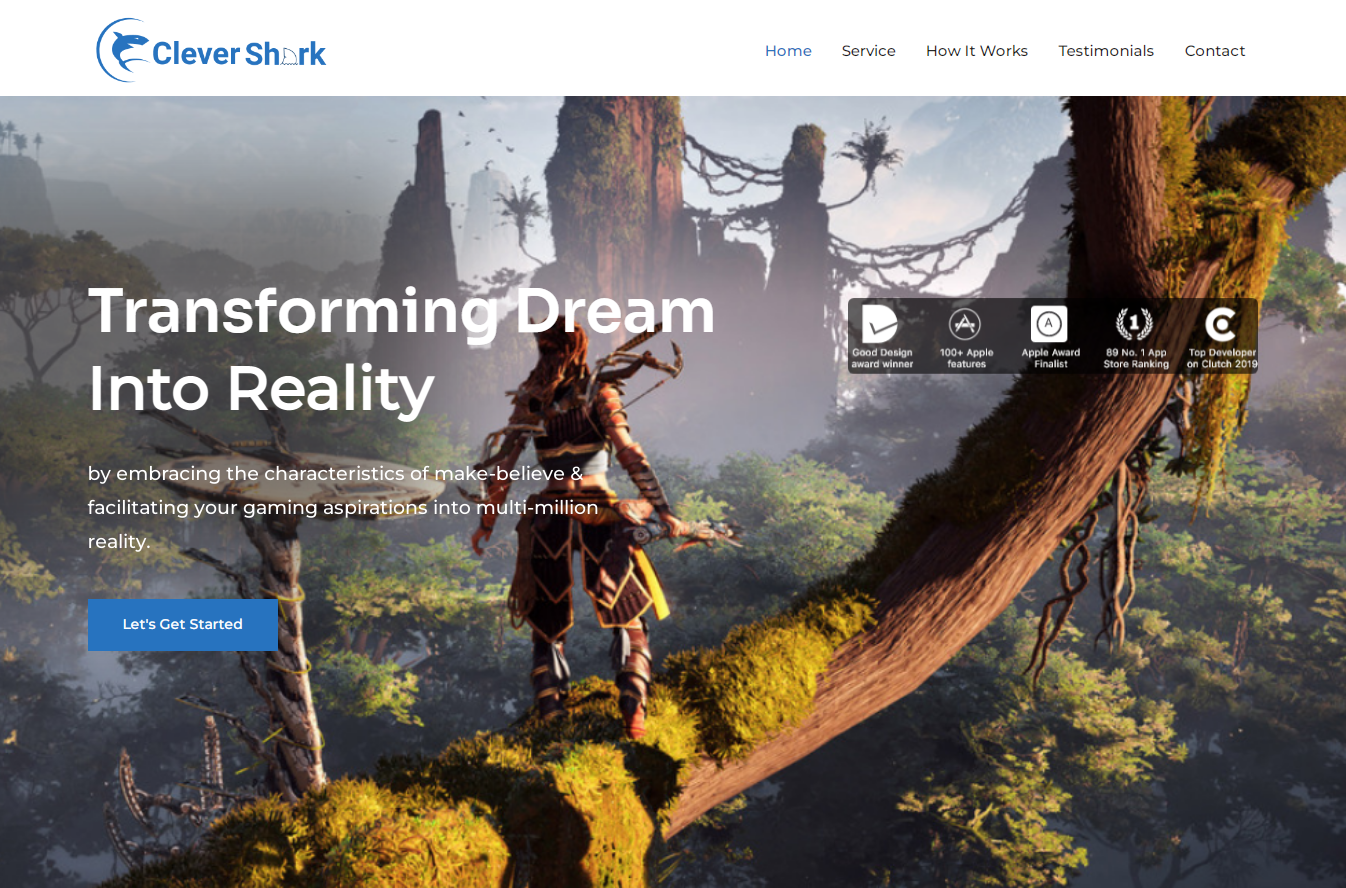 Clever Shark
Home
Service
How It Works
Testimonials
Contact
Transforming Dream
Into Reality
by embracing the characteristics of make-believe &
facilitating your gaming aspirations into multi-million
reality.
Let's Get Started
Good Design
award winner
100+ Apple
features
A
Apple Award
Finalist
1
89 No. 1 App
Store Ranking
Top Developer
on Clutch 2019